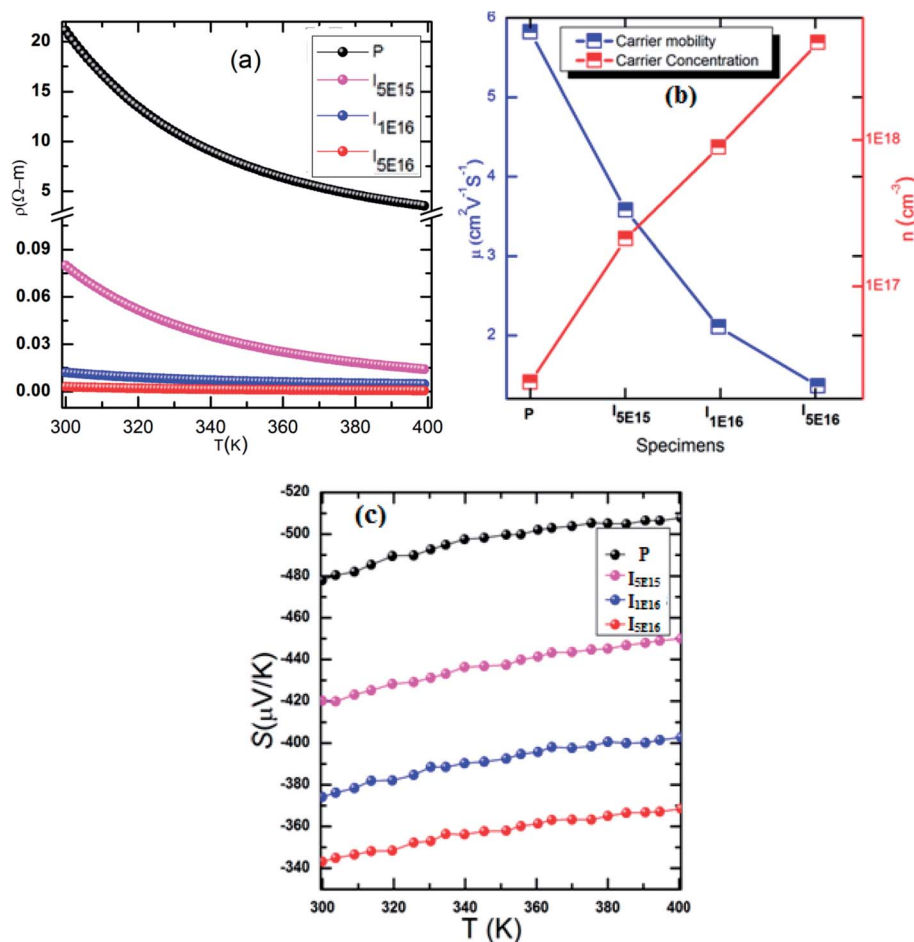 (a)
P
I5E15
I1E16
I5E16
ρ(Ω–m)
20
15
10
5
0.09
0.06
0.03
0.00
300 320 340 360 380 400
T(K)
(b)
Carrier mobility
Carrier Concentration
μ (cm²V⁻¹S⁻¹)
6
5
4
3
2
n (cm⁻³)
1E18
1E17
P I5E15 I1E16 I5E16
Specimens
(c)
P
I5E15
I1E16
I5E16
S(μV/K)
-520
-500
-480
-460
-440
-420
-400
-380
-360
-340
300 320 340 360 380 400
T (K)